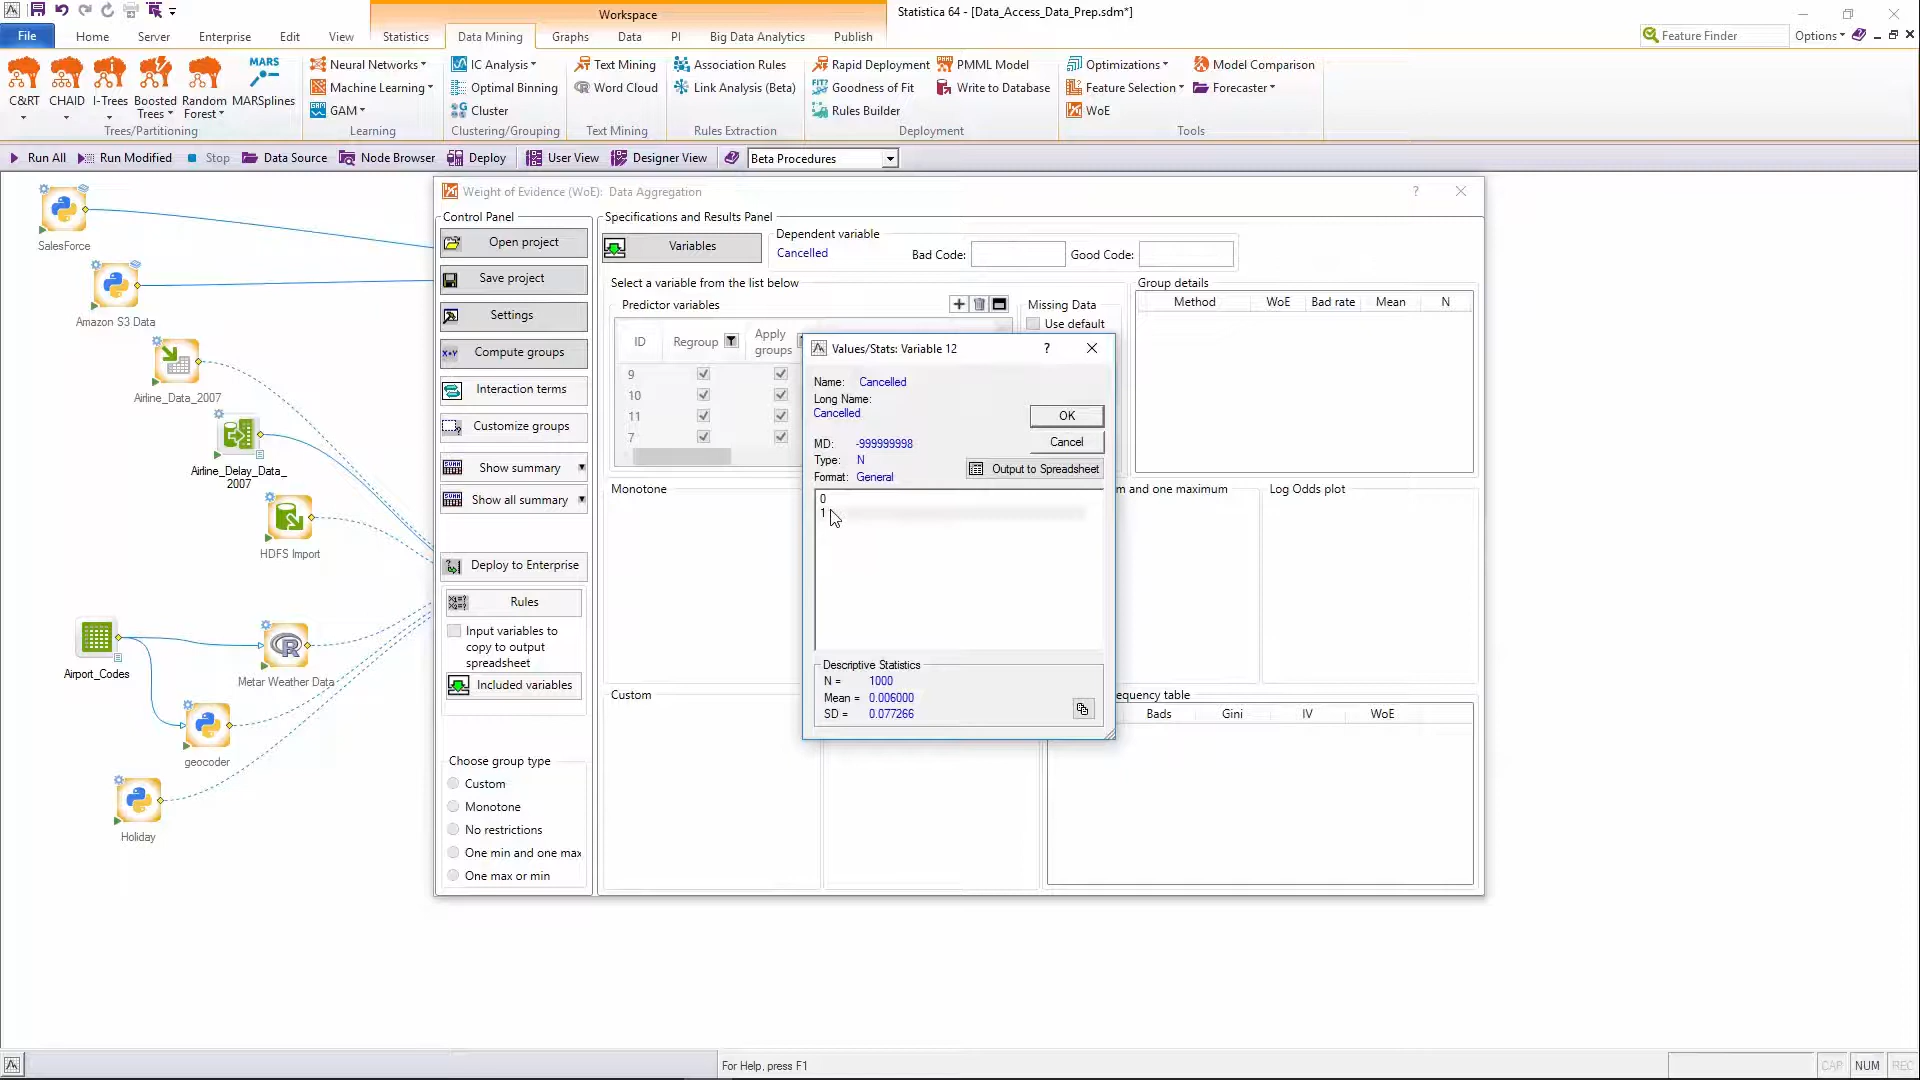 Workspace
Statistica 64 - [Data_Access_Data_Prep.sdm*]
File Home Server Enterprise Edit View Statistics Data Mining Graphs Data PI Big Data Analytics Publish
Feature Finder
Options
C&RT
CHAID
I-Trees
Boosted Trees
Random Forest
MARS
MARSplines
Trees/Partitioning
Neural Networks
Machine Learning
GAM
Learning
IC Analysis
Optimal Binning
Cluster
Clustering/Grouping
Text Mining
Word Cloud
Text Mining
Association Rules
Link Analysis (Beta)
Rules Extraction
Rapid Deployment
Goodness of Fit
Rules Builder
PMML Model
Write to Database
Deployment
Optimizations
Feature Selection
WoE
Model Comparison
Forecaster
Tools
Run All Run Modified Stop Data Source Node Browser Deploy User View Designer View Beta Procedures
SalesForce
Amazon S3 Data
Airline_Data_2007
Airline_Delay_Data_
2007
HDFS Import
Airport_Codes
Metar Weather Data
geocoder
Holiday
Weight of Evidence (WoE): Data Aggregation
Control Panel
Open project
Save project
Settings
Compute groups
Interaction terms
Customize groups
Show summary
Show all summary
Deploy to Enterprise
Rules
Input variables to
copy to output
spreadsheet
Included variables
Choose group type
Custom
Monotone
No restrictions
One min and one max
One max or min
Specifications and Results Panel
Variables
Dependent variable
Cancelled
Bad Code:
Good Code:
Select a variable from the list below
Predictor variables
ID Regroup Apply groups
9
10
11
7
Missing Data
Use default
Group details
Method WoE Bad rate Mean N
Monotone
m and one maximum
Log Odds plot
Custom
equency table
Bads Gini IV WoE
Values/Stats: Variable 12
Name: Cancelled
Long Name:
Cancelled
MD: -999999998
Type: N
Format: General
OK
Cancel
Output to Spreadsheet
0
1
Descriptive Statistics
N = 1000
Mean = 0.006000
SD = 0.077266
For Help, press F1
CAP NUM REC